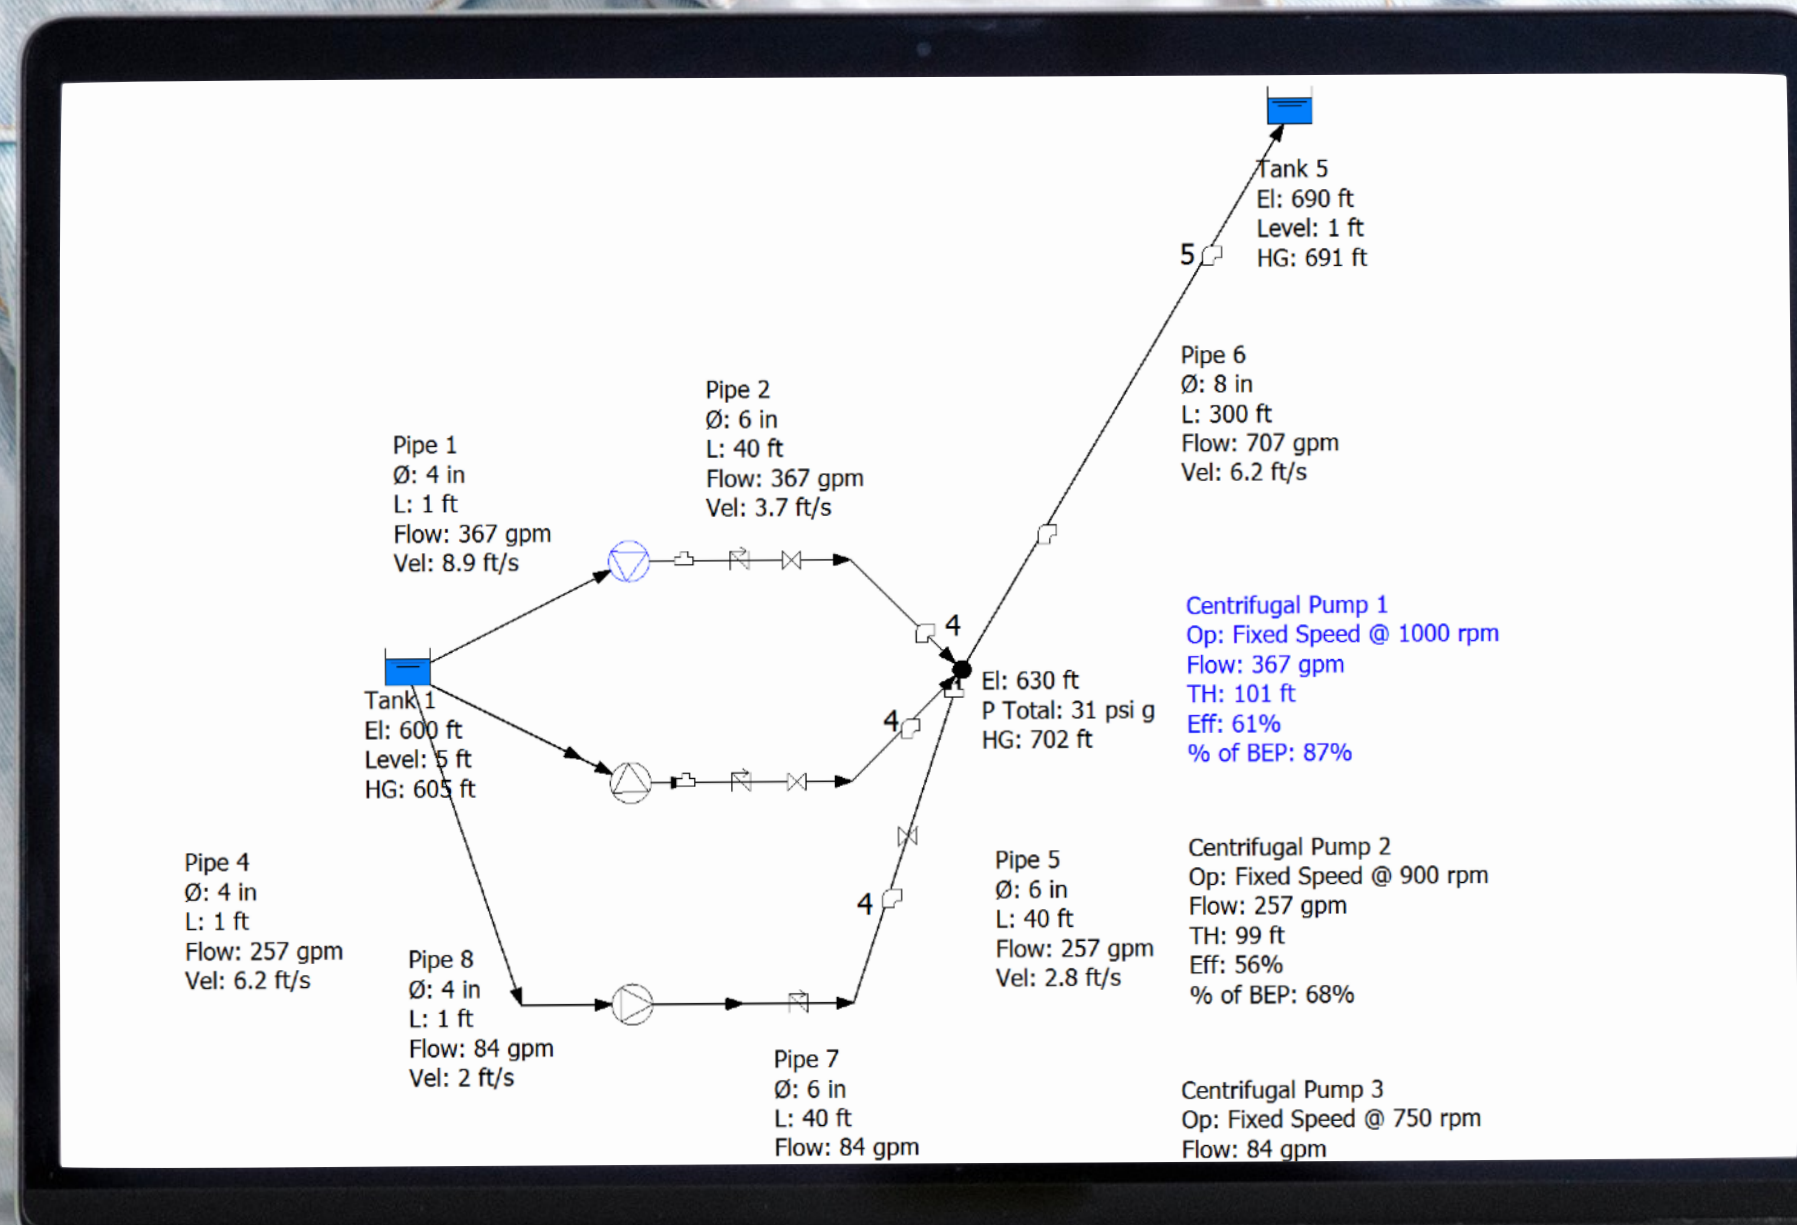 Tank 5
El: 690 ft
Level: 1 ft
HG: 691 ft
5
Pipe 6
Ø: 8 in
L: 300 ft
Flow: 707 gpm
Vel: 6.2 ft/s
Pipe 2
Ø: 6 in
L: 40 ft
Flow: 367 gpm
Vel: 3.7 ft/s
Pipe 1
Ø: 4 in
L: 1 ft
Flow: 367 gpm
Vel: 8.9 ft/s
4
Tank 1
El: 600 ft
Level: 5 ft
HG: 605 ft
El: 630 ft
P Total: 31 psi g
HG: 702 ft
4
Centrifugal Pump 1
Op: Fixed Speed @ 1000 rpm
Flow: 367 gpm
TH: 101 ft
Eff: 61%
% of BEP: 87%
Pipe 4
Ø: 4 in
L: 1 ft
Flow: 257 gpm
Vel: 6.2 ft/s
4
Pipe 5
Ø: 6 in
L: 40 ft
Flow: 257 gpm
Vel: 2.8 ft/s
Centrifugal Pump 2
Op: Fixed Speed @ 900 rpm
Flow: 257 gpm
TH: 99 ft
Eff: 56%
% of BEP: 68%
Pipe 8
Ø: 4 in
L: 1 ft
Flow: 84 gpm
Vel: 2 ft/s
Pipe 7
Ø: 6 in
L: 40 ft
Flow: 84 gpm
Centrifugal Pump 3
Op: Fixed Speed @ 750 rpm
Flow: 84 gpm